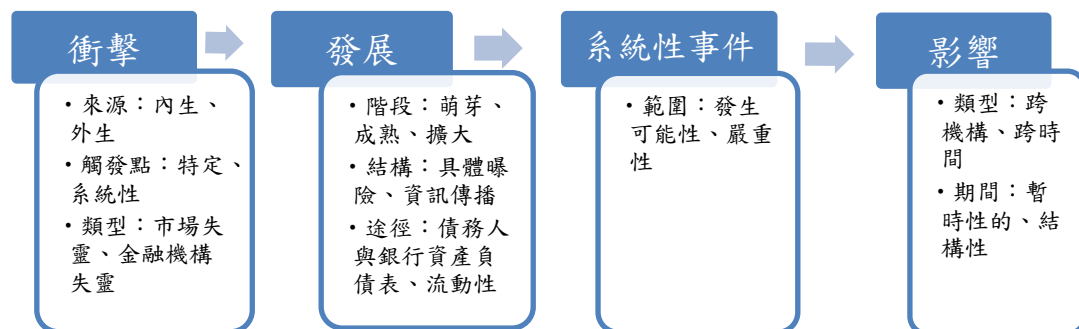 衝擊
・來源：內生、
外生
・觸發點：特定、
系統性
・類型：市場失
靈、金融機構
失靈
發展
・階段：萌芽、
成熟、擴大
・結構：具體曝
險、資訊傳播
・途徑：債務人
與銀行資產負
債表、流動性
系統性事件
・範圍：發生
可能性、嚴重
性
影響
・類型：跨
機構、跨時
間
・期間：暫
時性的、結
構性